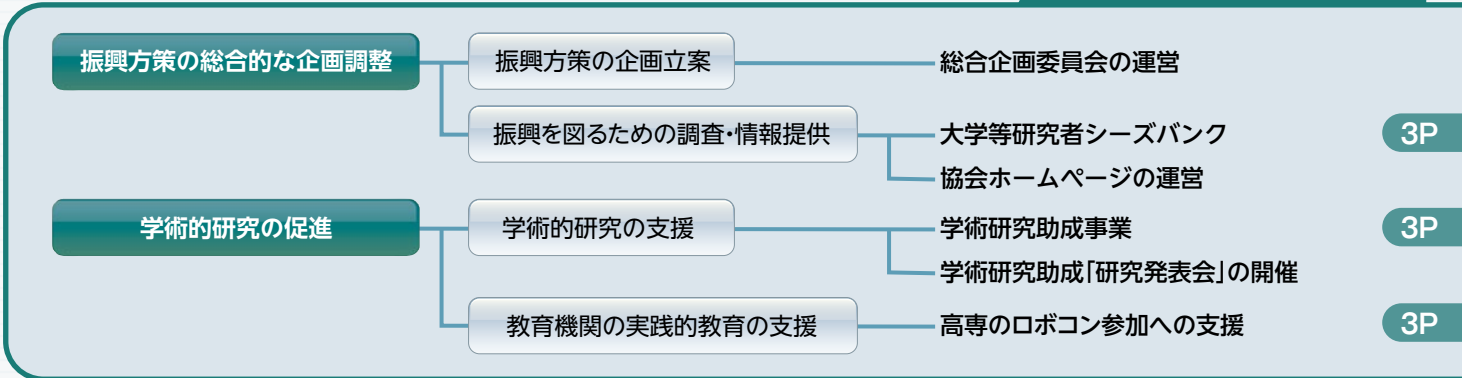 振興方策の総合的な企画調整
振興方策の企画立案
総合企画委員会の運営
振興を図るための調査・情報提供
大学等研究者シーズバンク
3P
協会ホームページの運営
学術的研究の促進
学術的研究の支援
学術研究助成事業
3P
学術研究助成「研究発表会」の開催
教育機関の実践的教育の支援
高専のロボコン参加への支援
3P